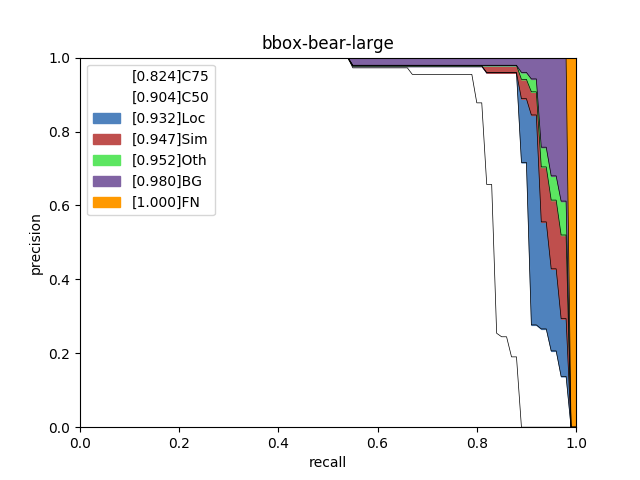 bbox-bear-large
1.0
0.8
0.6
0.4
0.2
0.0
precision
[0.824]C75
[0.904]C50
[0.932]Loc
[0.947]Sim
[0.952]Oth
[0.980]BG
[1.000]FN
0.0 0.2 0.4 0.6 0.8 1.0
recall